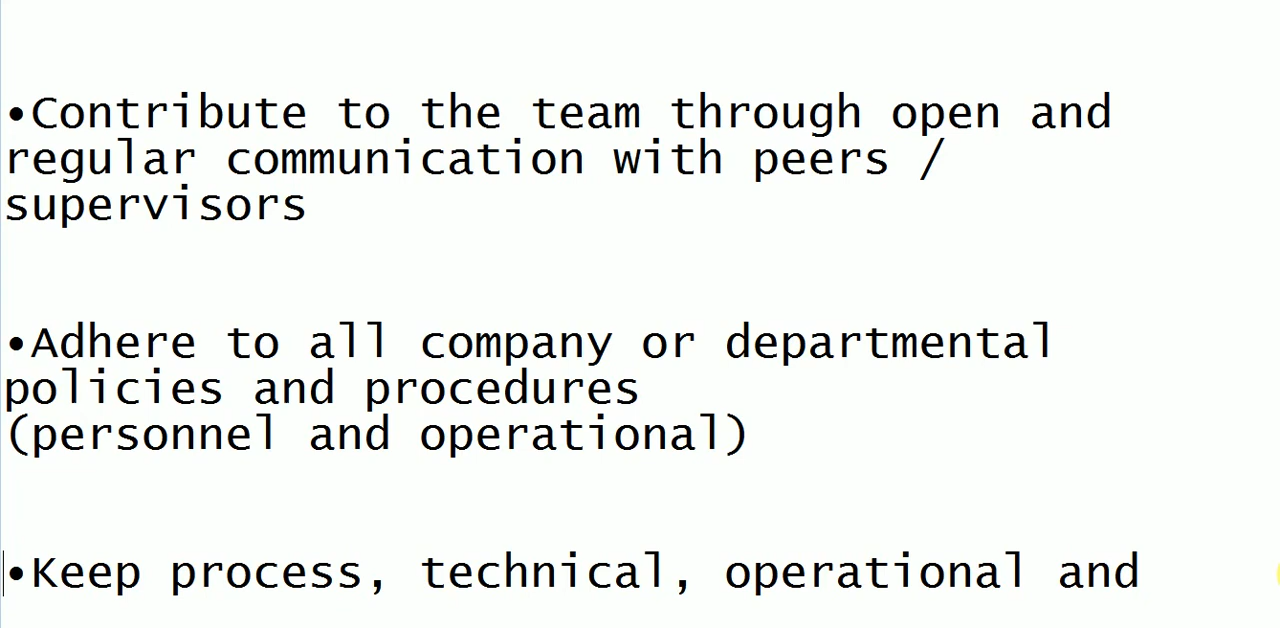 •Contribute to the team through open and
regular communication with peers /
supervisors
•Adhere to all company or departmental
policies and procedures
(personnel and operational)
•Keep process, technical, operational and